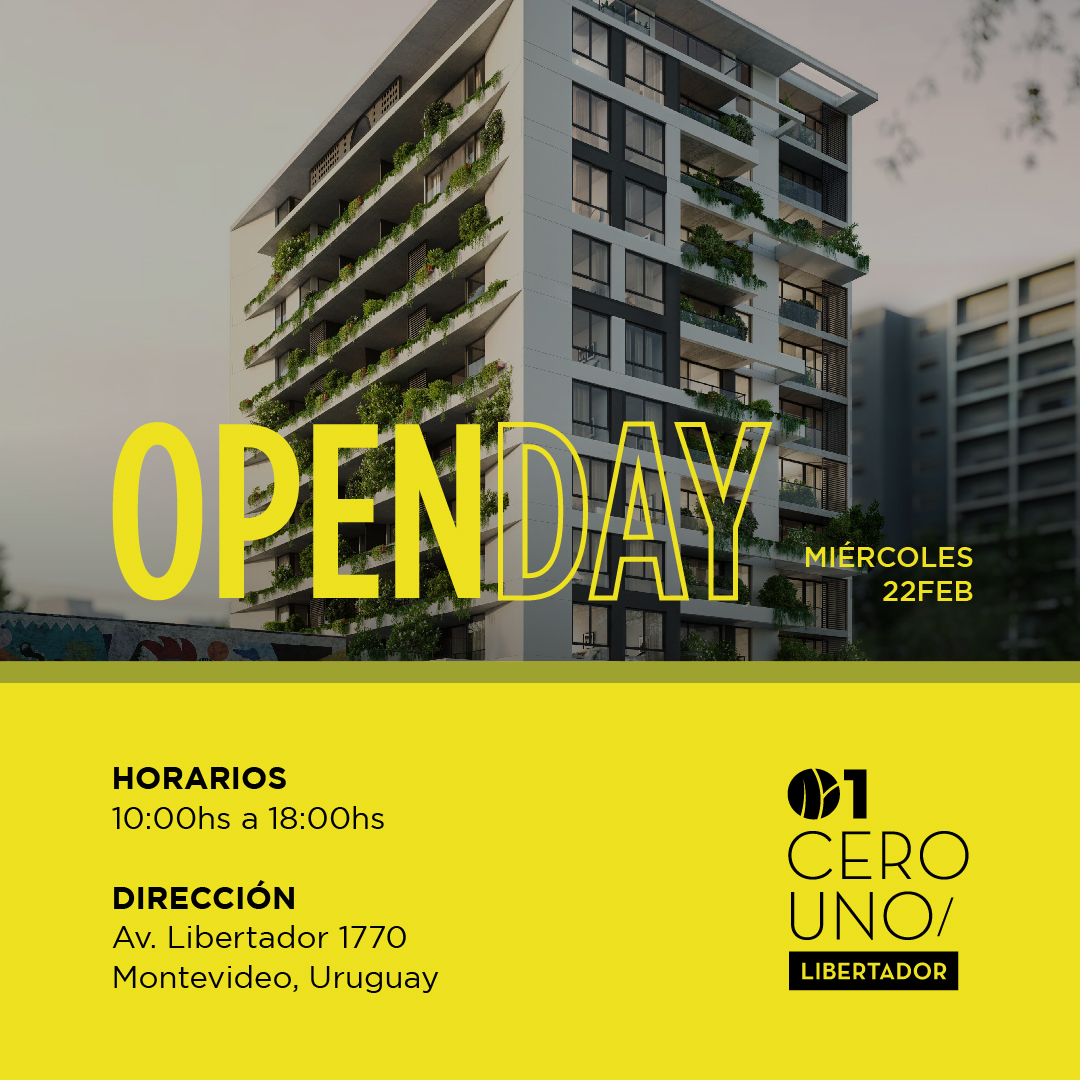 OPENDAY
MIÉRCOLES
22FEB
HORARIOS
10:00hs a 18:00hs
DIRECCIÓN
Av. Libertador 1770
Montevideo, Uruguay
01
CERO
UNO/
LIBERTADOR